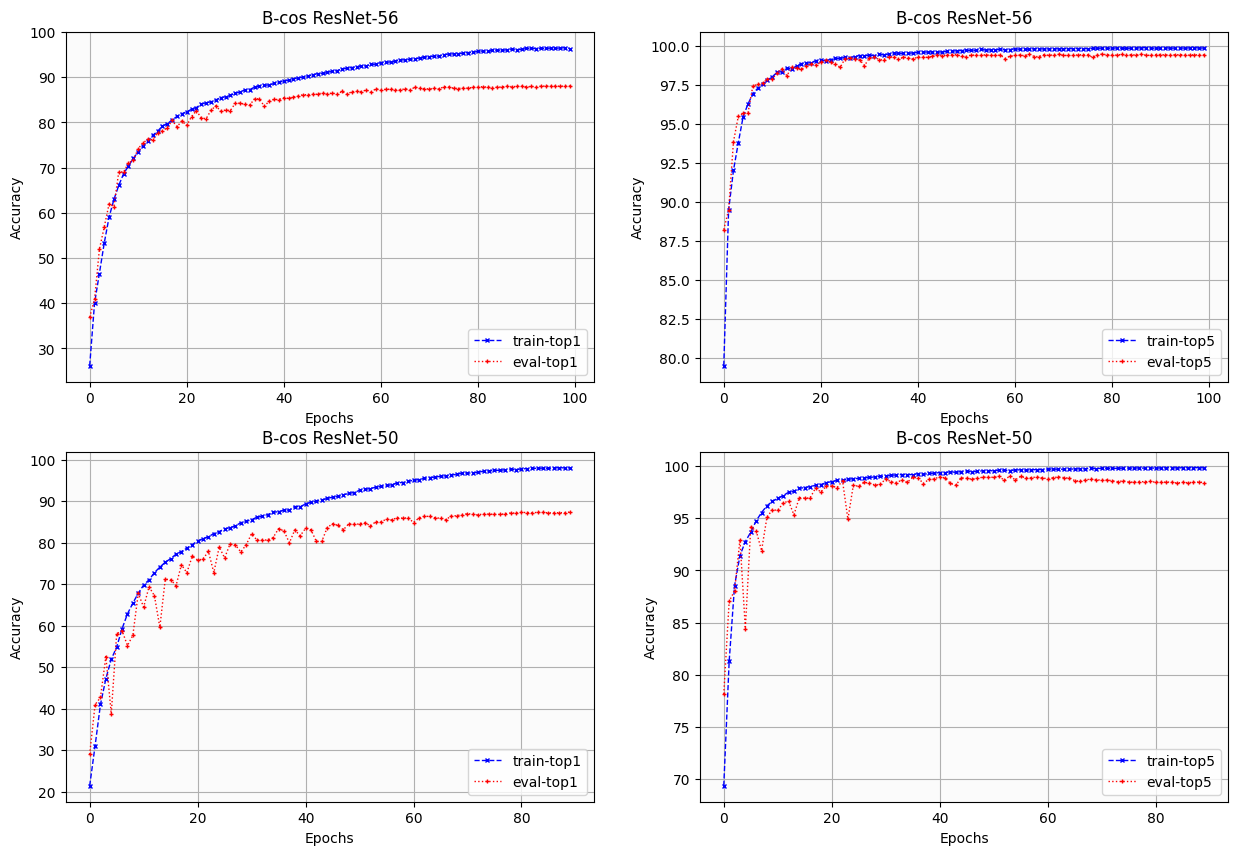 B-cos ResNet-56
100
90
80
70
60
50
40
30
Accuracy
train-top1
eval-top1
0 20 40 60 80 100
Epochs
B-cos ResNet-56
100.0
97.5
95.0
92.5
90.0
87.5
85.0
82.5
80.0
Accuracy
train-top5
eval-top5
0 20 40 60 80 100
Epochs
B-cos ResNet-50
100
90
80
70
60
50
40
30
20
Accuracy
train-top1
eval-top1
0 20 40 60 80
Epochs
B-cos ResNet-50
100
95
90
85
80
75
70
Accuracy
train-top5
eval-top5
0 20 40 60 80
Epochs